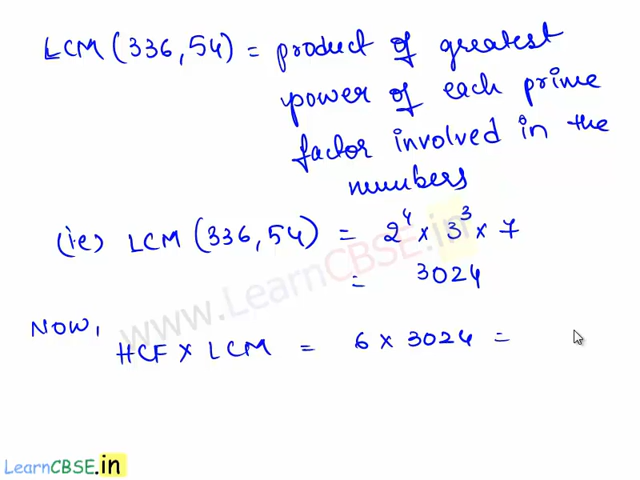 LCM (336, 54) = product of greatest
power of each prime
factor involved in the
numbers
(ie) LCM (336, 54) = 2⁴ × 3³ × 7
= 3024
NOW,
HCF × LCM = 6 × 3024 =
www.LearnCBSE.in
LearnCBSE.in